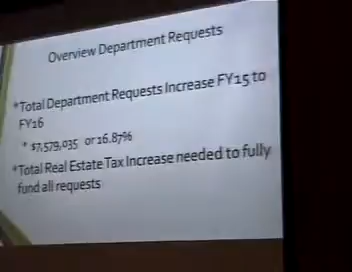 Overview Department Requests
*Total Department Requests Increase FY15 to
FY16
* $7,579,035 or 16.87%
*Total Real Estate Tax Increase needed to fully
fund all requests